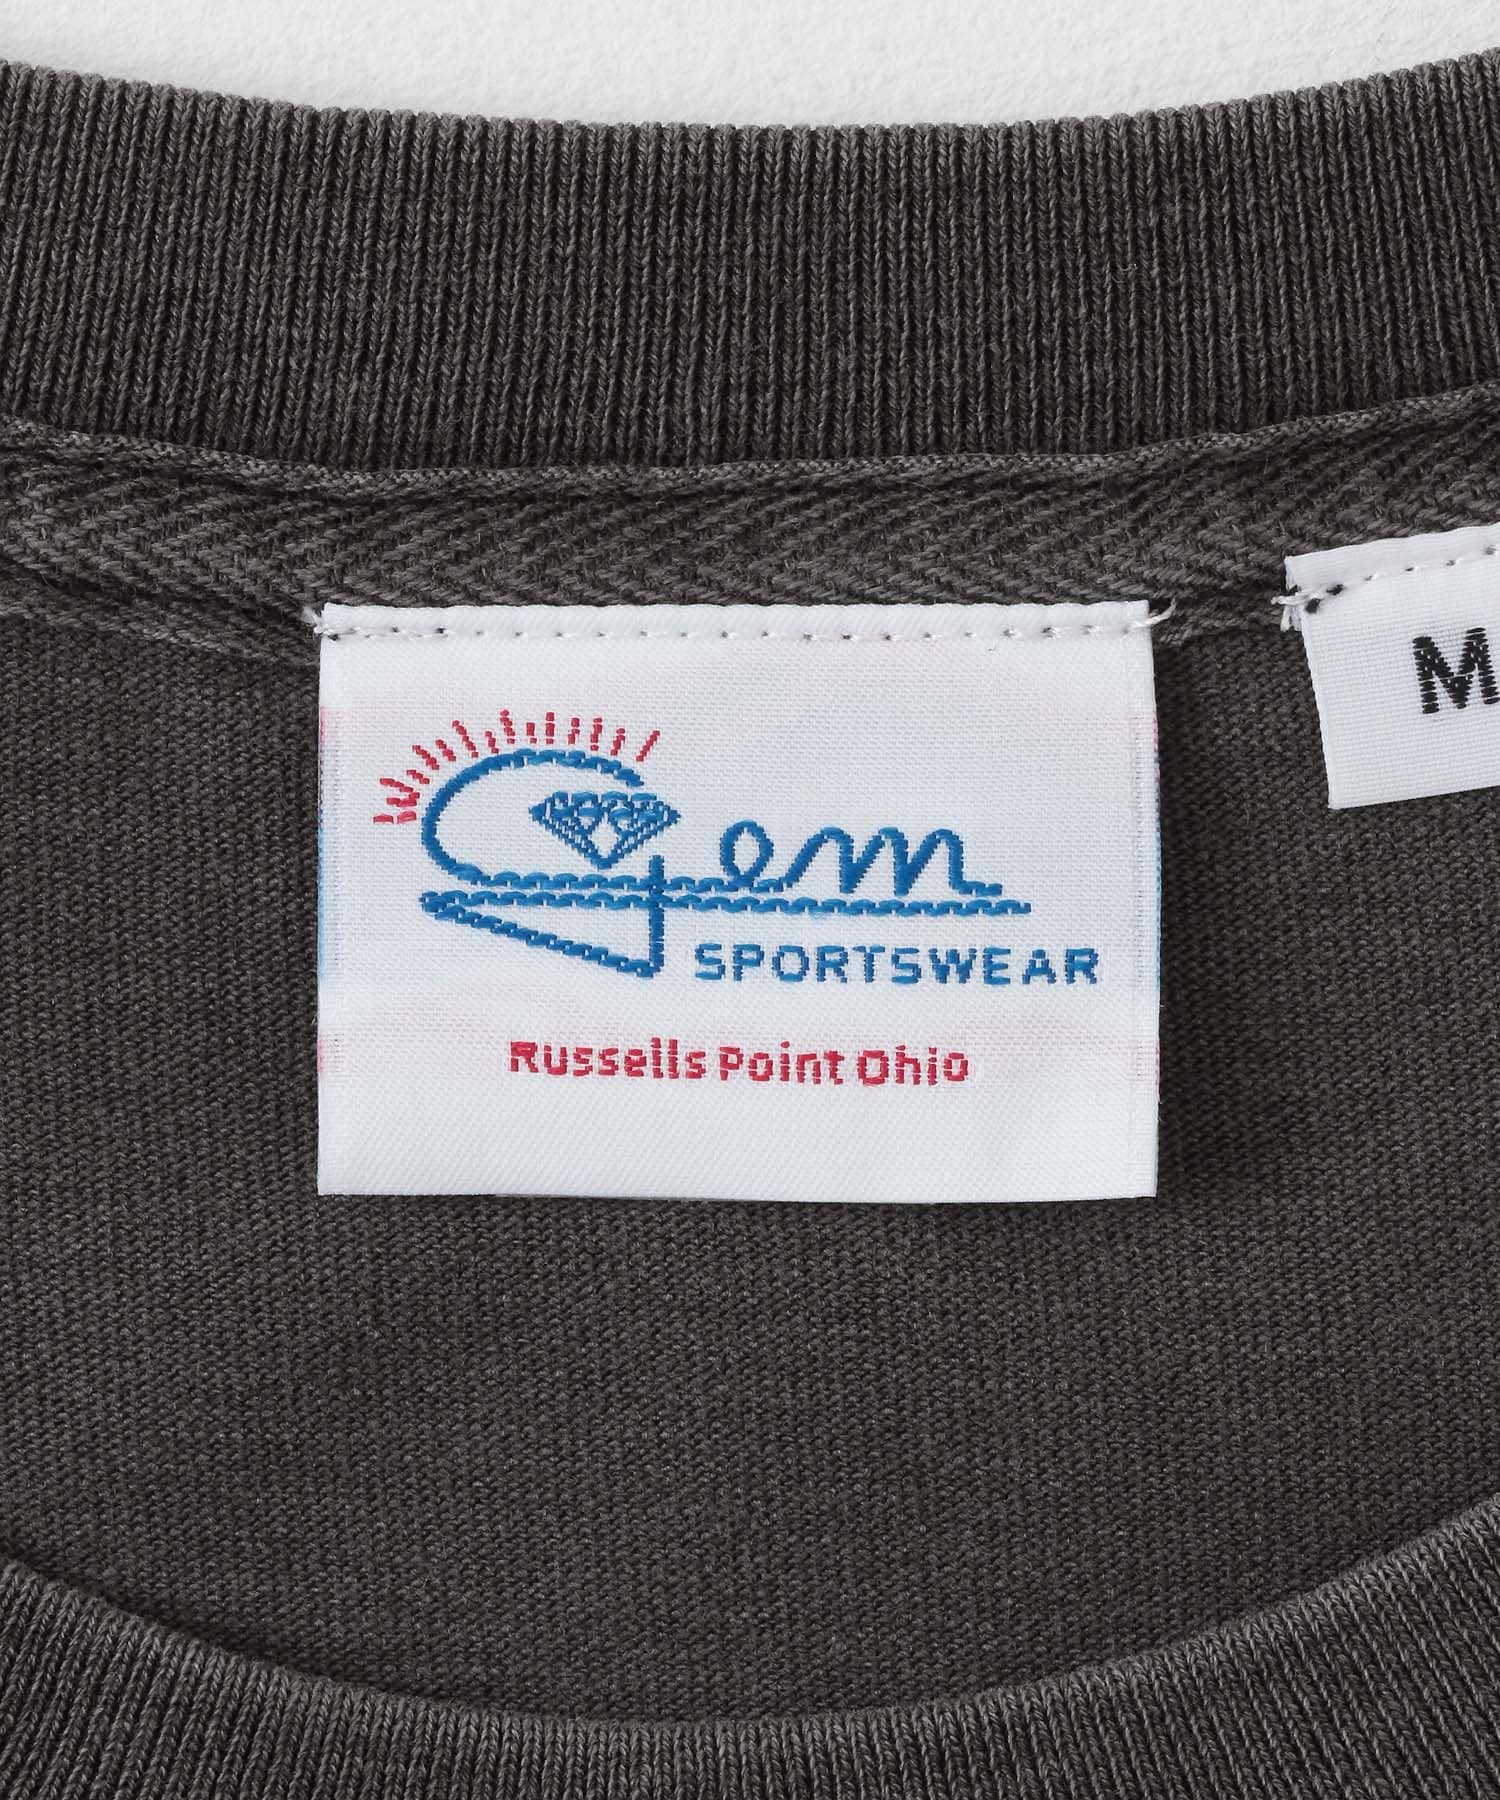 Gem
SPORTSWEAR
Russells Point Ohio
M